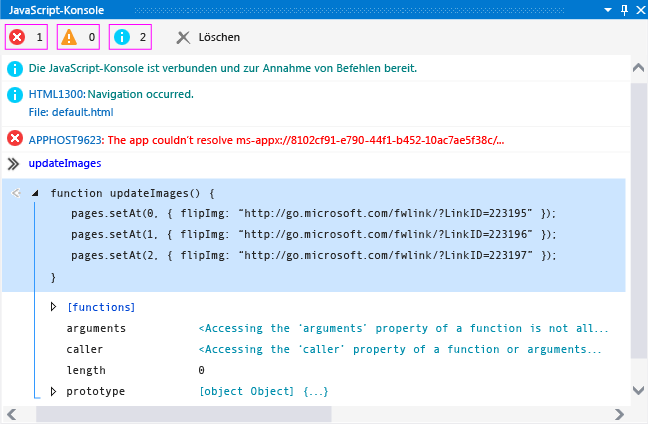 JavaScript-Konsole
1 0 2 Löschen
Die JavaScript-Konsole ist verbunden und zur Annahme von Befehlen bereit.
HTML1300: Navigation occurred.
File: default.html
APPHOST9623: The app couldn't resolve ms-appx://8102cf91-e790-44f1-b452-10ac7ae5f38c/...
updateImages
function updateImages() {
pages.setAt(0, { flipImg: "http://go.microsoft.com/fwlink/?LinkID=223195" });
pages.setAt(1, { flipImg: "http://go.microsoft.com/fwlink/?LinkID=223196" });
pages.setAt(2, { flipImg: "http://go.microsoft.com/fwlink/?LinkID=223197" });
}
[functions]
arguments <Accessing the 'arguments' property of a function is not all...
caller <Accessing the 'caller' property of a function or arguments...
length 0
prototype [object Object] {...}